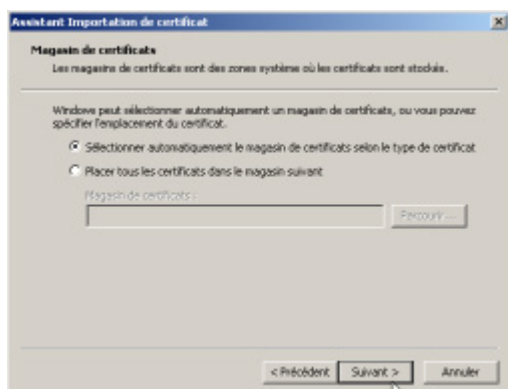 Assistant Importation de certificat
Magasin de certificats
Les magasins de certificats sont des zones système où les certificats sont stockés.
Windows peut sélectionner automatiquement un magasin de certificats, ou vous pouvez
spécifier l'emplacement du certificat.
Sélectionner automatiquement le magasin de certificats selon le type de certificat
Placer tous les certificats dans le magasin suivant
Magasin de certificats :
Parcourir...
< Précédent Suivant > Annuler